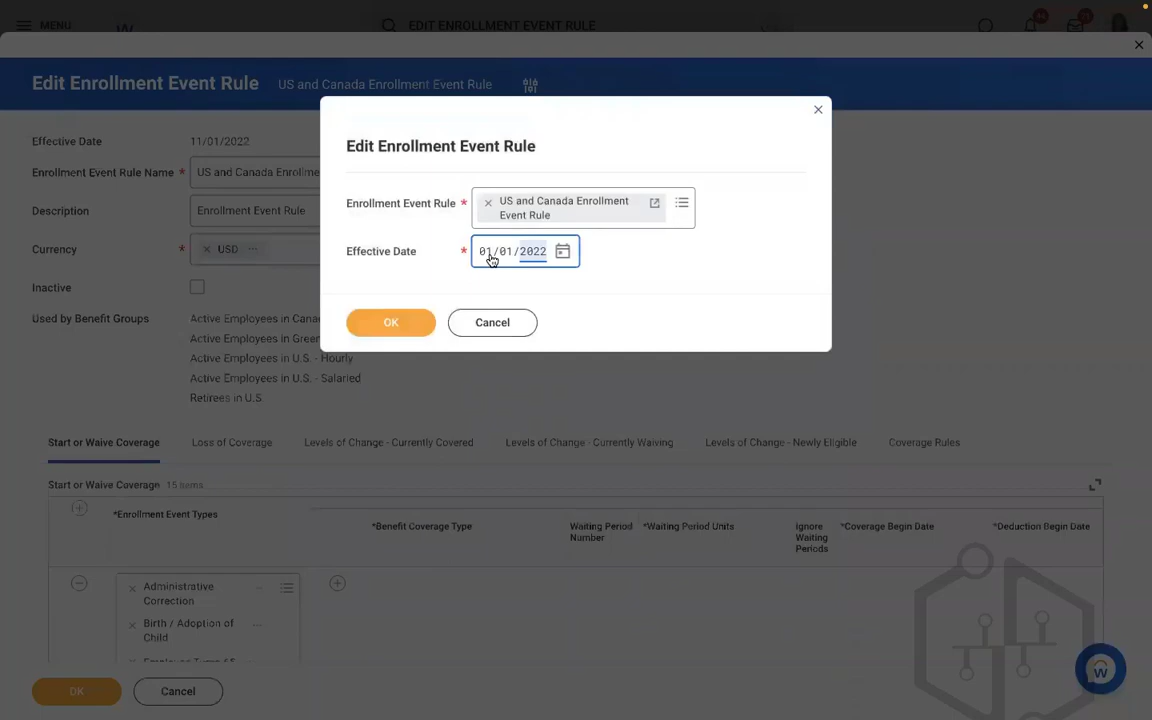 MENU
EDIT ENROLLMENT EVENT RULE
Edit Enrollment Event Rule
US and Canada Enrollment Event Rule
Effective Date
11/01/2022
Enrollment Event Rule Name *
US and Canada Enrollme
Description
Enrollment Event Rule
Currency *
USD
Inactive
Used by Benefit Groups
Active Employees in Cana
Active Employees in Green
Active Employees in U.S. - Hourly
Active Employees in U.S. - Salaried
Retirees in U.S.
Edit Enrollment Event Rule
Enrollment Event Rule *
US and Canada Enrollment
Event Rule
Effective Date *
01/01/2022
OK
Cancel
Start or Waive Coverage
Loss of Coverage
Levels of Change - Currently Covered
Levels of Change - Currently Waiving
Levels of Change - Newly Eligible
Coverage Rules
Start or Waive Coverage 15 items
*Enrollment Event Types
*Benefit Coverage Type
Waiting Period
Number
*Waiting Period Units
Ignore
Waiting
Periods
*Coverage Begin Date
*Deduction Begin Date
Administrative
Correction
Birth / Adoption of
Child
Employee Turns 65
OK
Cancel